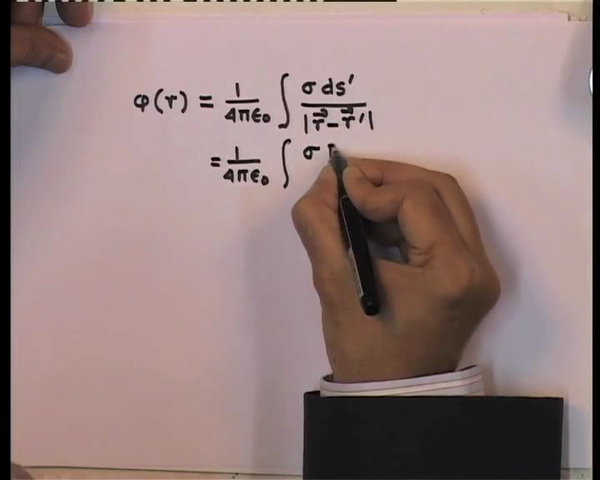 φ(r) = 1/4πε₀ ∫ σ ds'/|r⃗ - r⃗'|
= 1/4πε₀ ∫ σ